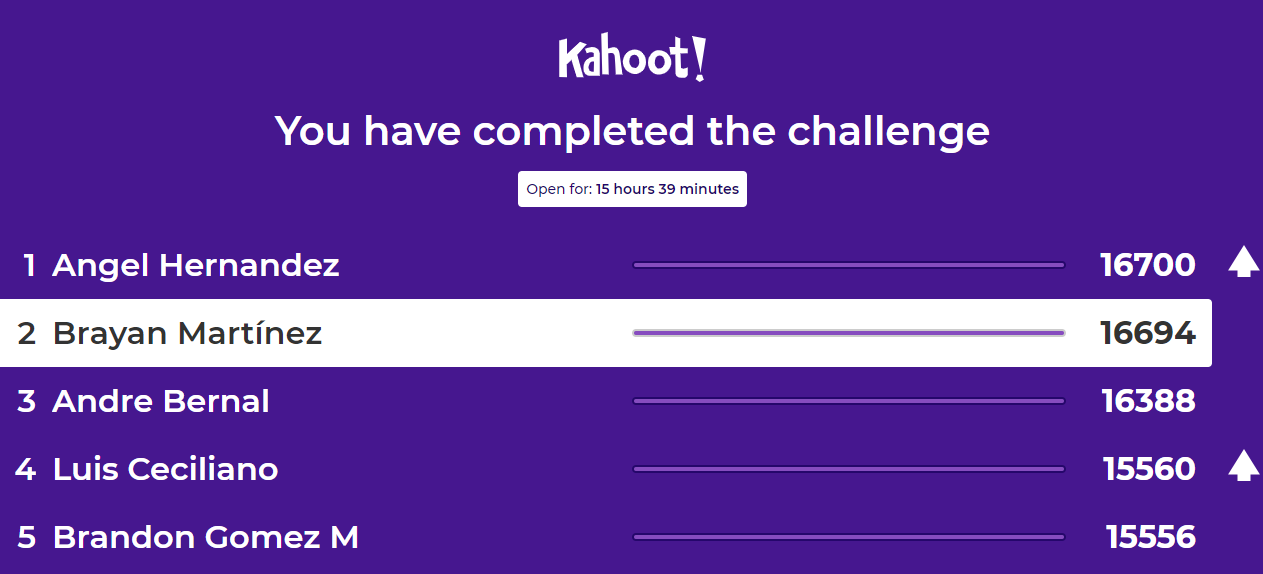 Kahoot!
You have completed the challenge
Open for: 15 hours 39 minutes
1 Angel Hernandez 16700
2 Brayan Martínez 16694
3 Andre Bernal 16388
4 Luis Ceciliano 15560
5 Brandon Gomez M 15556